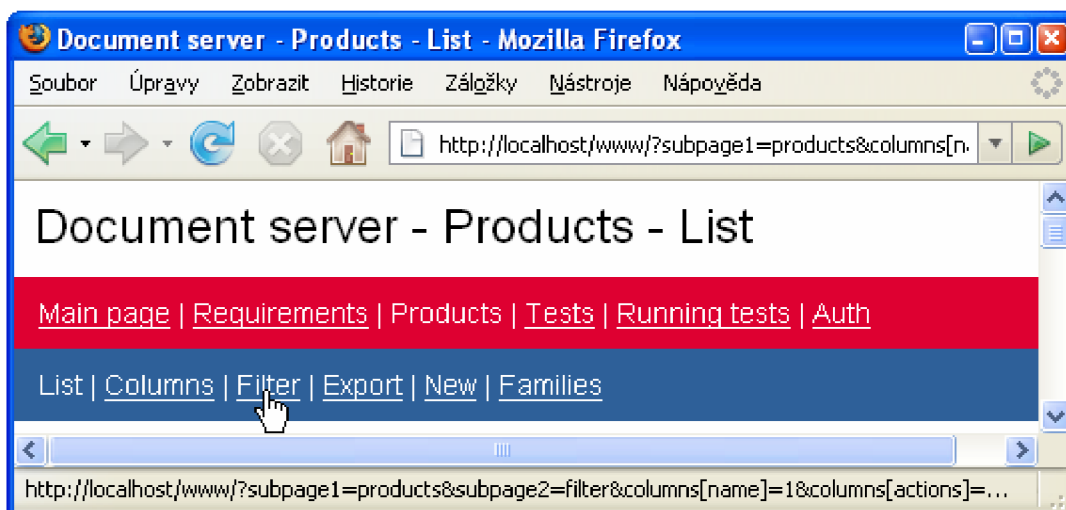 Document server - Products - List - Mozilla Firefox
Soubor Úpravy Zobrazit Historie Záložky Nástroje Nápověda
http://localhost/www/?subpage1=products&columns[n
Document server - Products - List
Main page | Requirements | Products | Tests | Running tests | Auth
List | Columns | Filter | Export | New | Families
http://localhost/www/?subpage1=products&subpage2=filter&columns[name]=1&columns[actions]=...